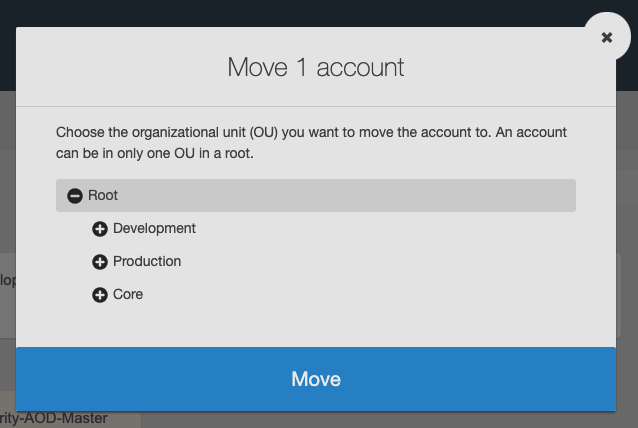 Move 1 account
Choose the organizational unit (OU) you want to move the account to. An account
can be in only one OU in a root.
Root
Development
Production
Core
Move
rity-AOD-Master